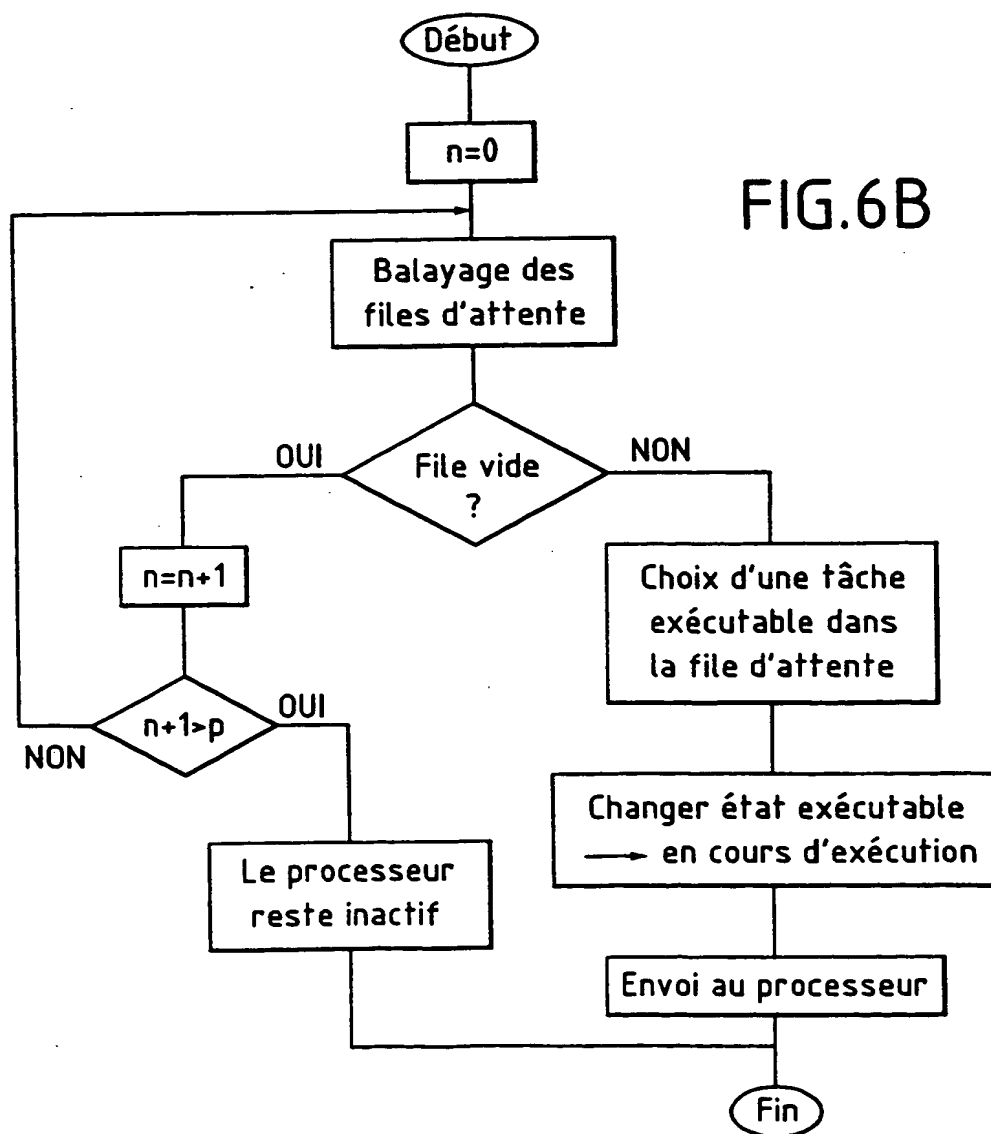 Début
n=0
FIG.6B
Balayage des
files d'attente
OUI
File vide
?
NON
n=n+1
Choix d'une tâche
exécutable dans
la file d'attente
n+1>p
OUI
NON
Changer état exécutable
→ en cours d'exécution
Le processeur
reste inactif
Envoi au processeur
Fin